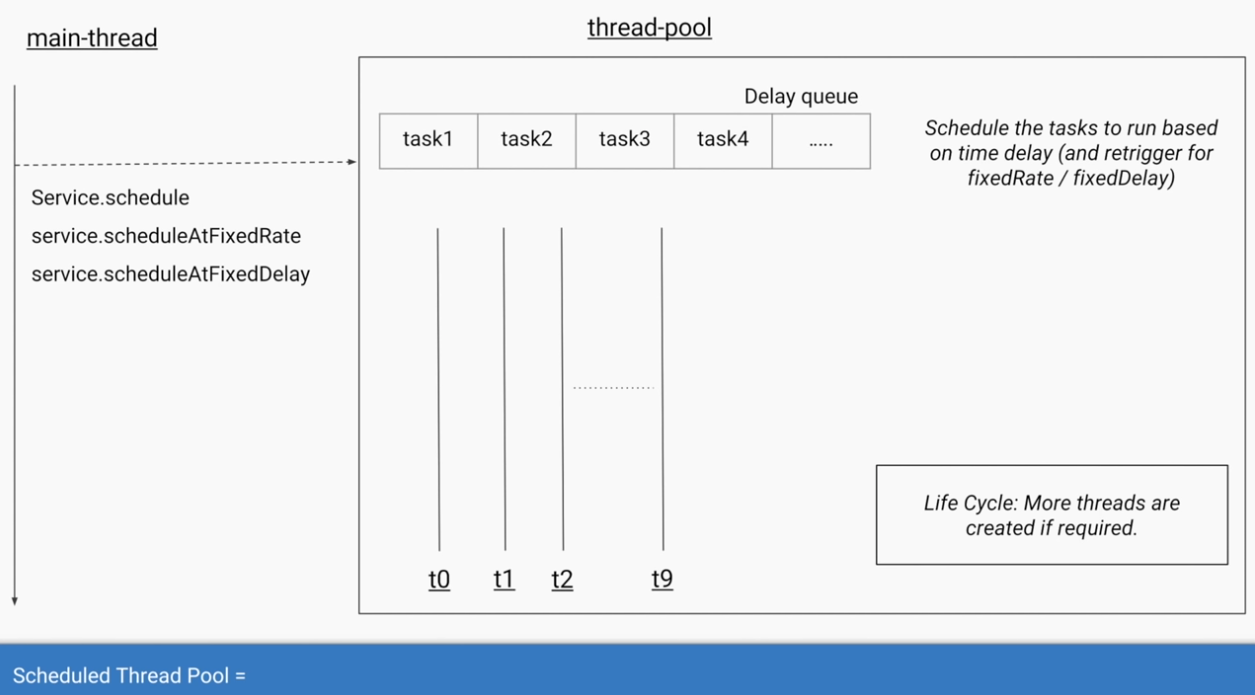 main-thread
thread-pool
Delay queue
task1 task2 task3 task4 .....
Schedule the tasks to run based
on time delay (and retrigger for
fixedRate / fixedDelay)
Service.schedule
service.scheduleAtFixedRate
service.scheduleAtFixedDelay
Life Cycle: More threads are
created if required.
t0 t1 t2 t9
Scheduled Thread Pool =